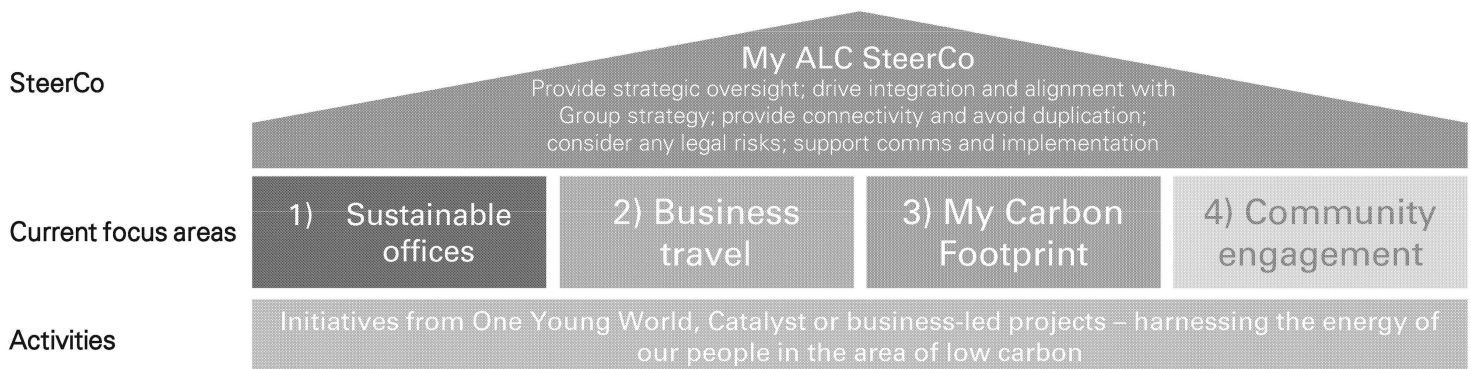 SteerCo
My ALC SteerCo
Provide strategic oversight; drive integration and alignment with
Group strategy; provide connectivity and avoid duplication;
consider any legal risks; support comms and implementation
Current focus areas
1) Sustainable
offices
2) Business
travel
3) My Carbon
Footprint
4) Community
engagement
Activities
Initiatives from One Young World, Catalyst or business-led projects – harnessing the energy of
our people in the area of low carbon